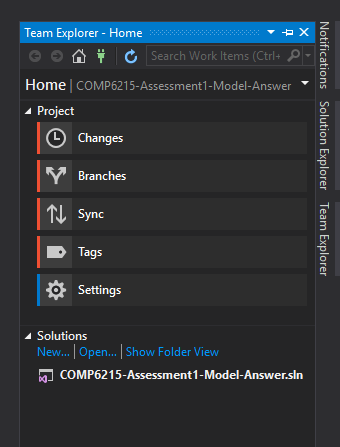 Team Explorer - Home
Search Work Items (Ctrl+
Home | COMP6215-Assessment1-Model-Answer
Project
Changes
Branches
Sync
Tags
Settings
Solutions
New... | Open... | Show Folder View
COMP6215-Assessment1-Model-Answer.sln
Notifications
Solution Explorer
Team Explorer